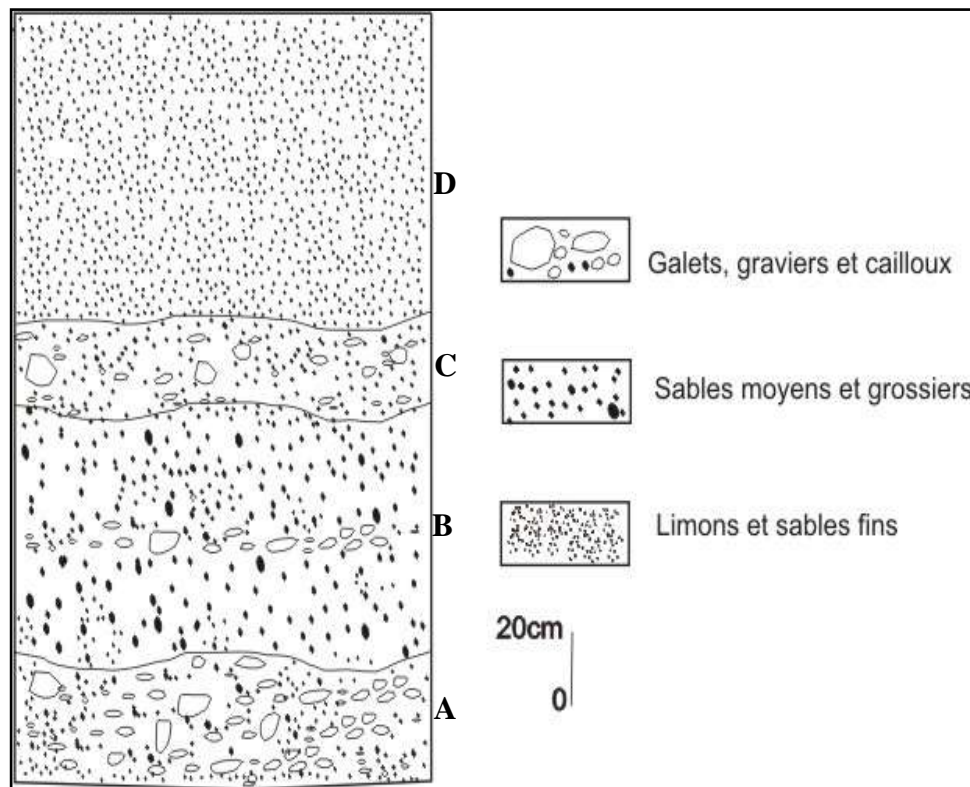 D
Galets, graviers et cailloux
C
Sables moyens et grossiers
B
Limons et sables fins
20cm
0
A